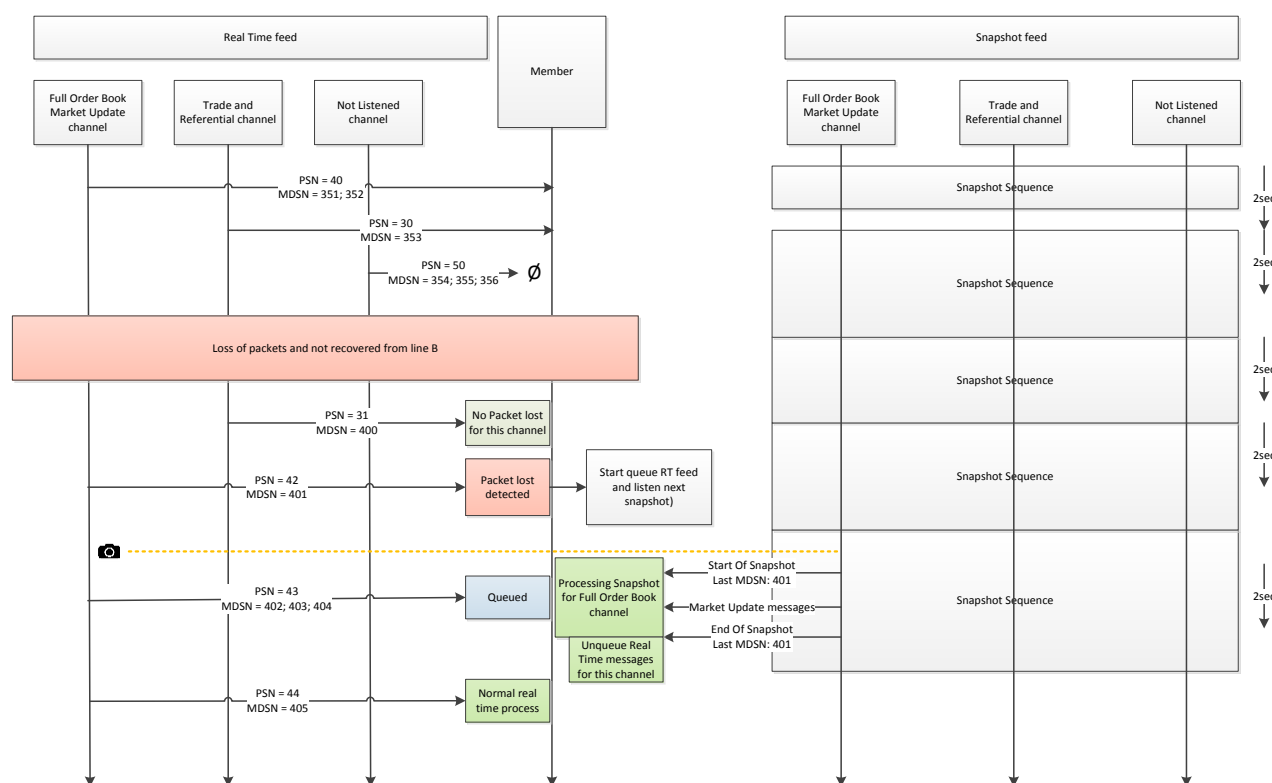 Real Time feed
Member
Snapshot feed
Full Order Book
Market Update
channel
Trade and
Referential channel
Not Listened
channel
Full Order Book
Market Update
channel
Trade and
Referential channel
Not Listened
channel
PSN = 40
MDSN = 351; 352
Snapshot Sequence
2sec
PSN = 30
MDSN = 353
PSN = 50
MDSN = 354; 355; 356
Ø
Snapshot Sequence
2sec
Loss of packets and not recovered from line B
Snapshot Sequence
2sec
PSN = 31
MDSN = 400
No Packet lost
for this channel
Snapshot Sequence
2sec
PSN = 42
MDSN = 401
Packet lost
detected
Start queue RT feed
and listen next
snapshot)
Start Of Snapshot
Last MDSN: 401
PSN = 43
MDSN = 402; 403; 404
Queued
Processing Snapshot
for Full Order Book
channel
Market Update messages
Snapshot Sequence
2sec
End Of Snapshot
Last MDSN: 401
Unqueue Real
Time messages
for this channel
PSN = 44
MDSN = 405
Normal real
time process